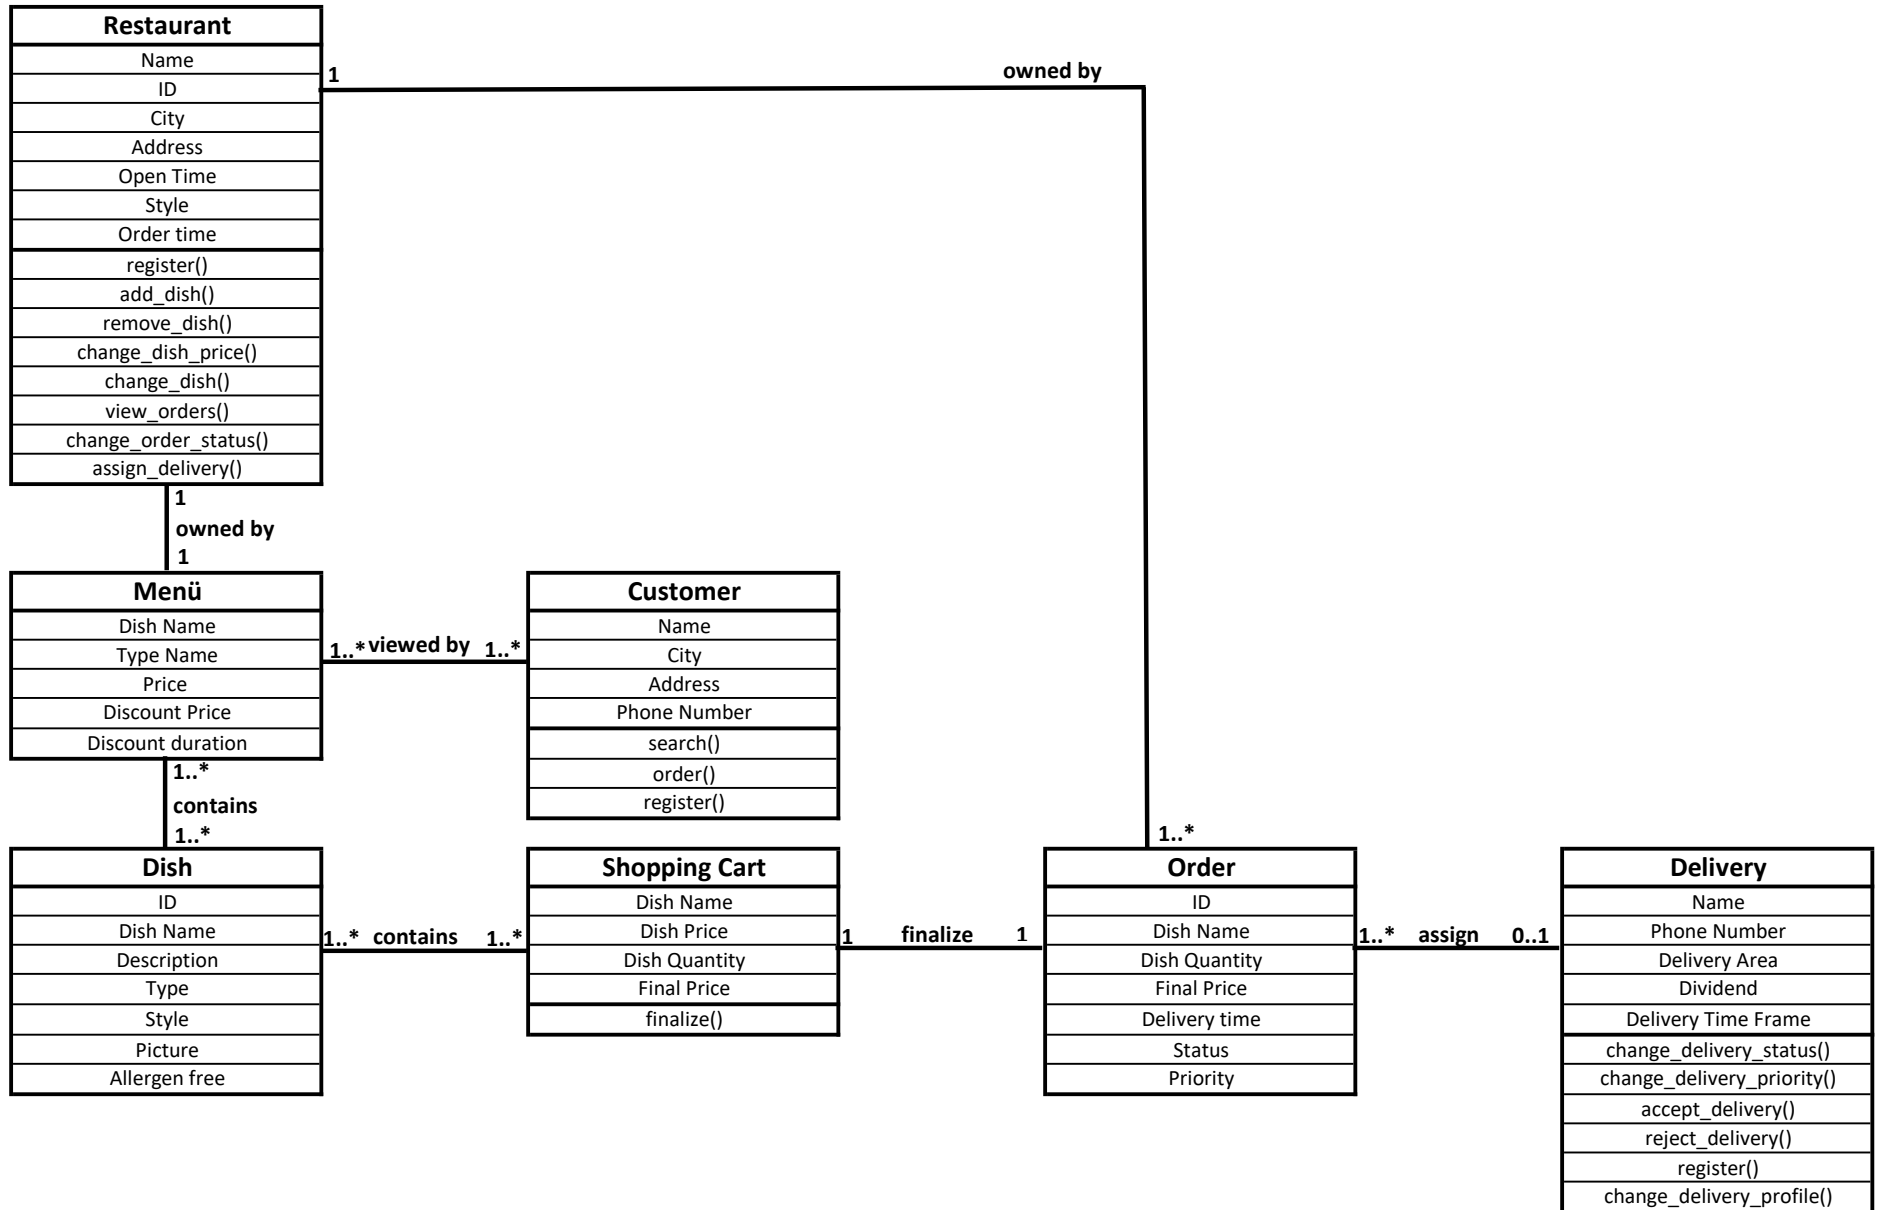 Restaurant
Name
ID
City
Address
Open Time
Style
Order time
register()
add_dish()
remove_dish()
change_dish_price()
change_dish()
view_orders()
change_order_status()
assign_delivery()
1
owned by
1..*
1
owned by
1
Menü
Dish Name
Type Name
Price
Discount Price
Discount duration
1..* viewed by 1..*
Customer
Name
City
Address
Phone Number
search()
order()
register()
1..*
contains
1..*
Dish
ID
Dish Name
Description
Type
Style
Picture
Allergen free
1..* contains 1..*
Shopping Cart
Dish Name
Dish Price
Dish Quantity
Final Price
finalize()
1 finalize 1
Order
ID
Dish Name
Dish Quantity
Final Price
Delivery time
Status
Priority
1..* assign 0..1
Delivery
Name
Phone Number
Delivery Area
Dividend
Delivery Time Frame
change_delivery_status()
change_delivery_priority()
accept_delivery()
reject_delivery()
register()
change_delivery_profile()